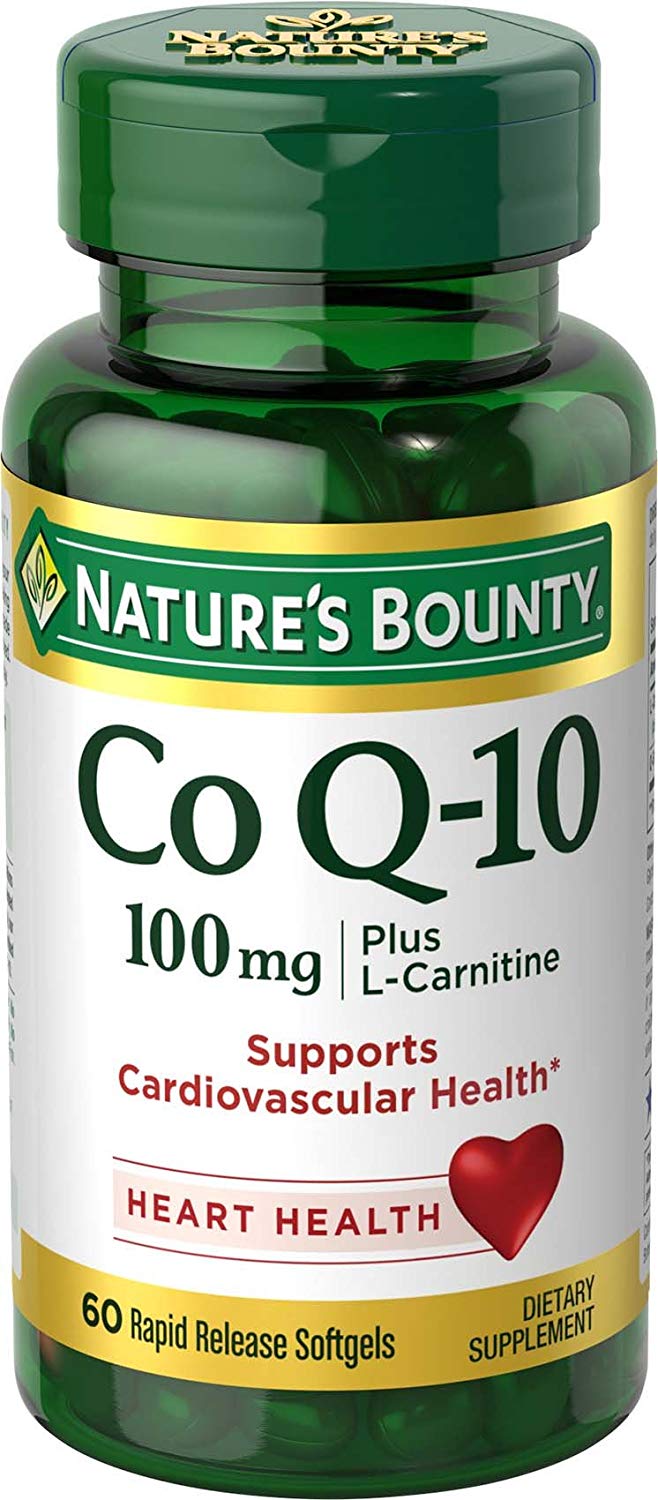 NATURE'S
BOUNTY
NATURE'S BOUNTY®
Co Q-10
100 mg
Plus
L-Carnitine
Supports
Cardiovascular Health*
HEART HEALTH
60 Rapid Release Softgels
DIETARY
SUPPLEMENT